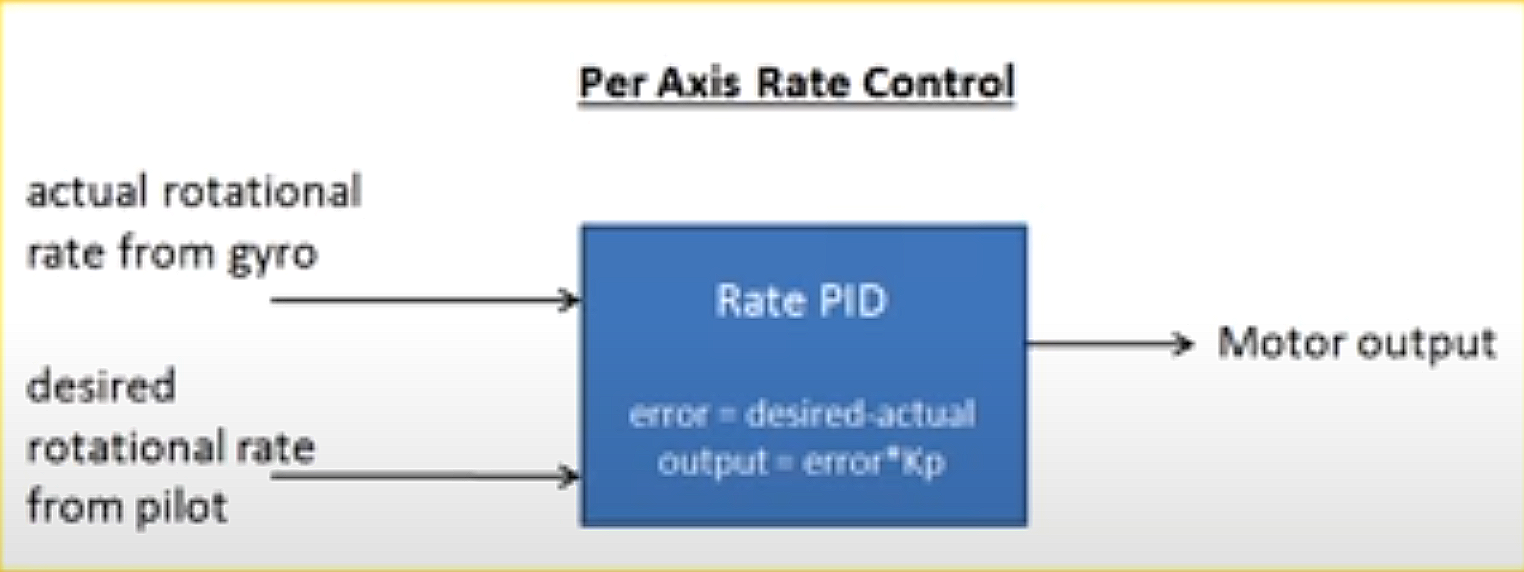 Per Axis Rate Control
actual rotational
rate from gyro
desired
rotational rate
from pilot
Rate PID
error = desired-actual
output = error*Kp
Motor output